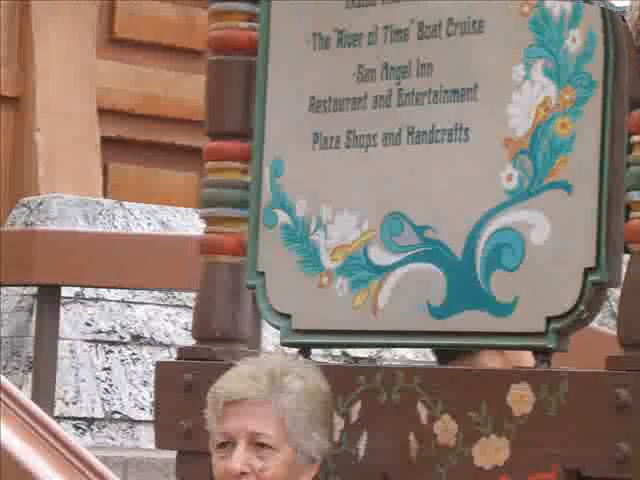 ·The "River of Time" Boat Cruise
·San Angel Inn
Restaurant and Entertainment
Plaza Shops and Handcrafts